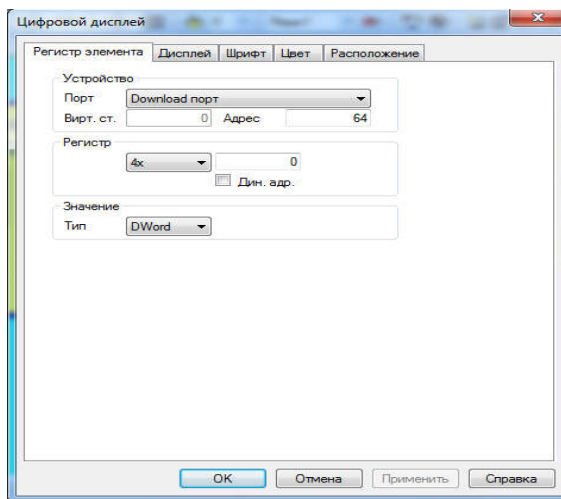 Цифровой дисплей
Регистр элемента Дисплей Шрифт Цвет Расположение
Устройство
Порт Download порт
Вирт. ст. 0 Адрес 64
Регистр
4x 0
Дин. адр.
Значение
Тип DWord
OK Отмена Применить Справка